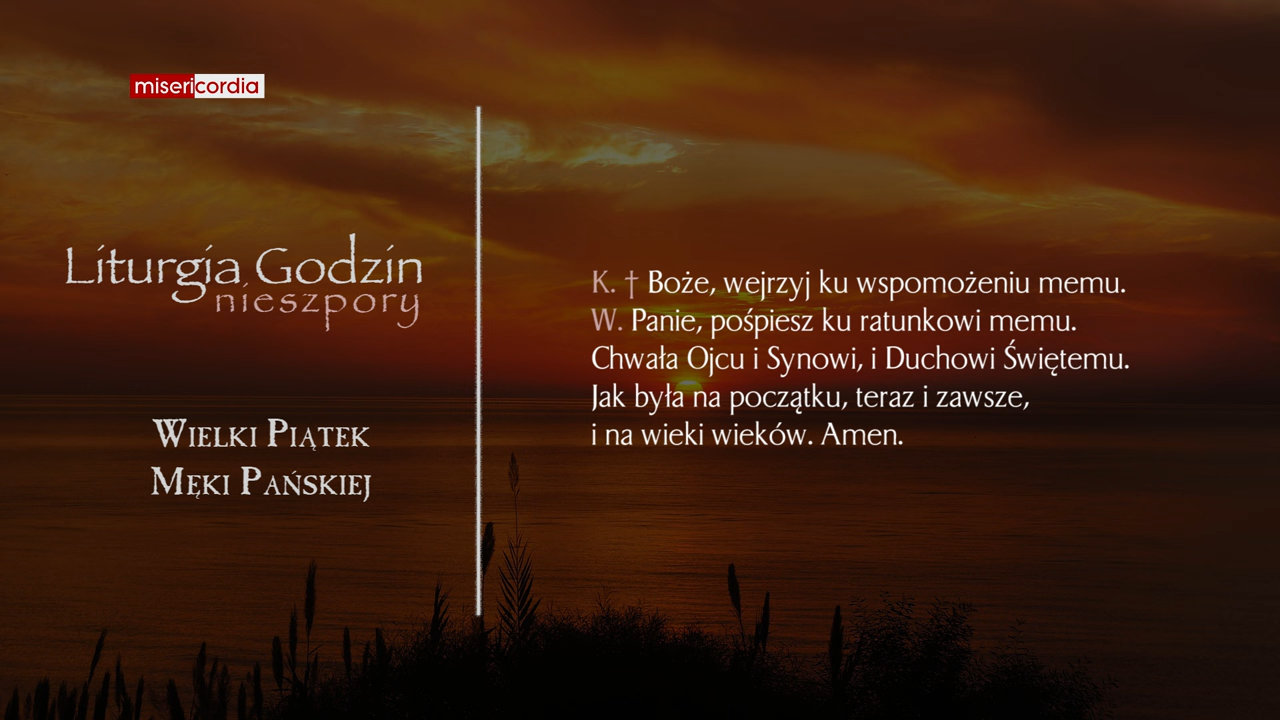 misericordia
Liturgia Godzin
nieszpory
Wielki Piątek
Męki Pańskiej
K. † Boże, wejrzyj ku wspomożeniu memu.
W. Panie, pośpiesz ku ratunkowi memu.
Chwała Ojcu i Synowi, i Duchowi Świętemu.
Jak była na początku, teraz i zawsze,
i na wieki wieków. Amen.